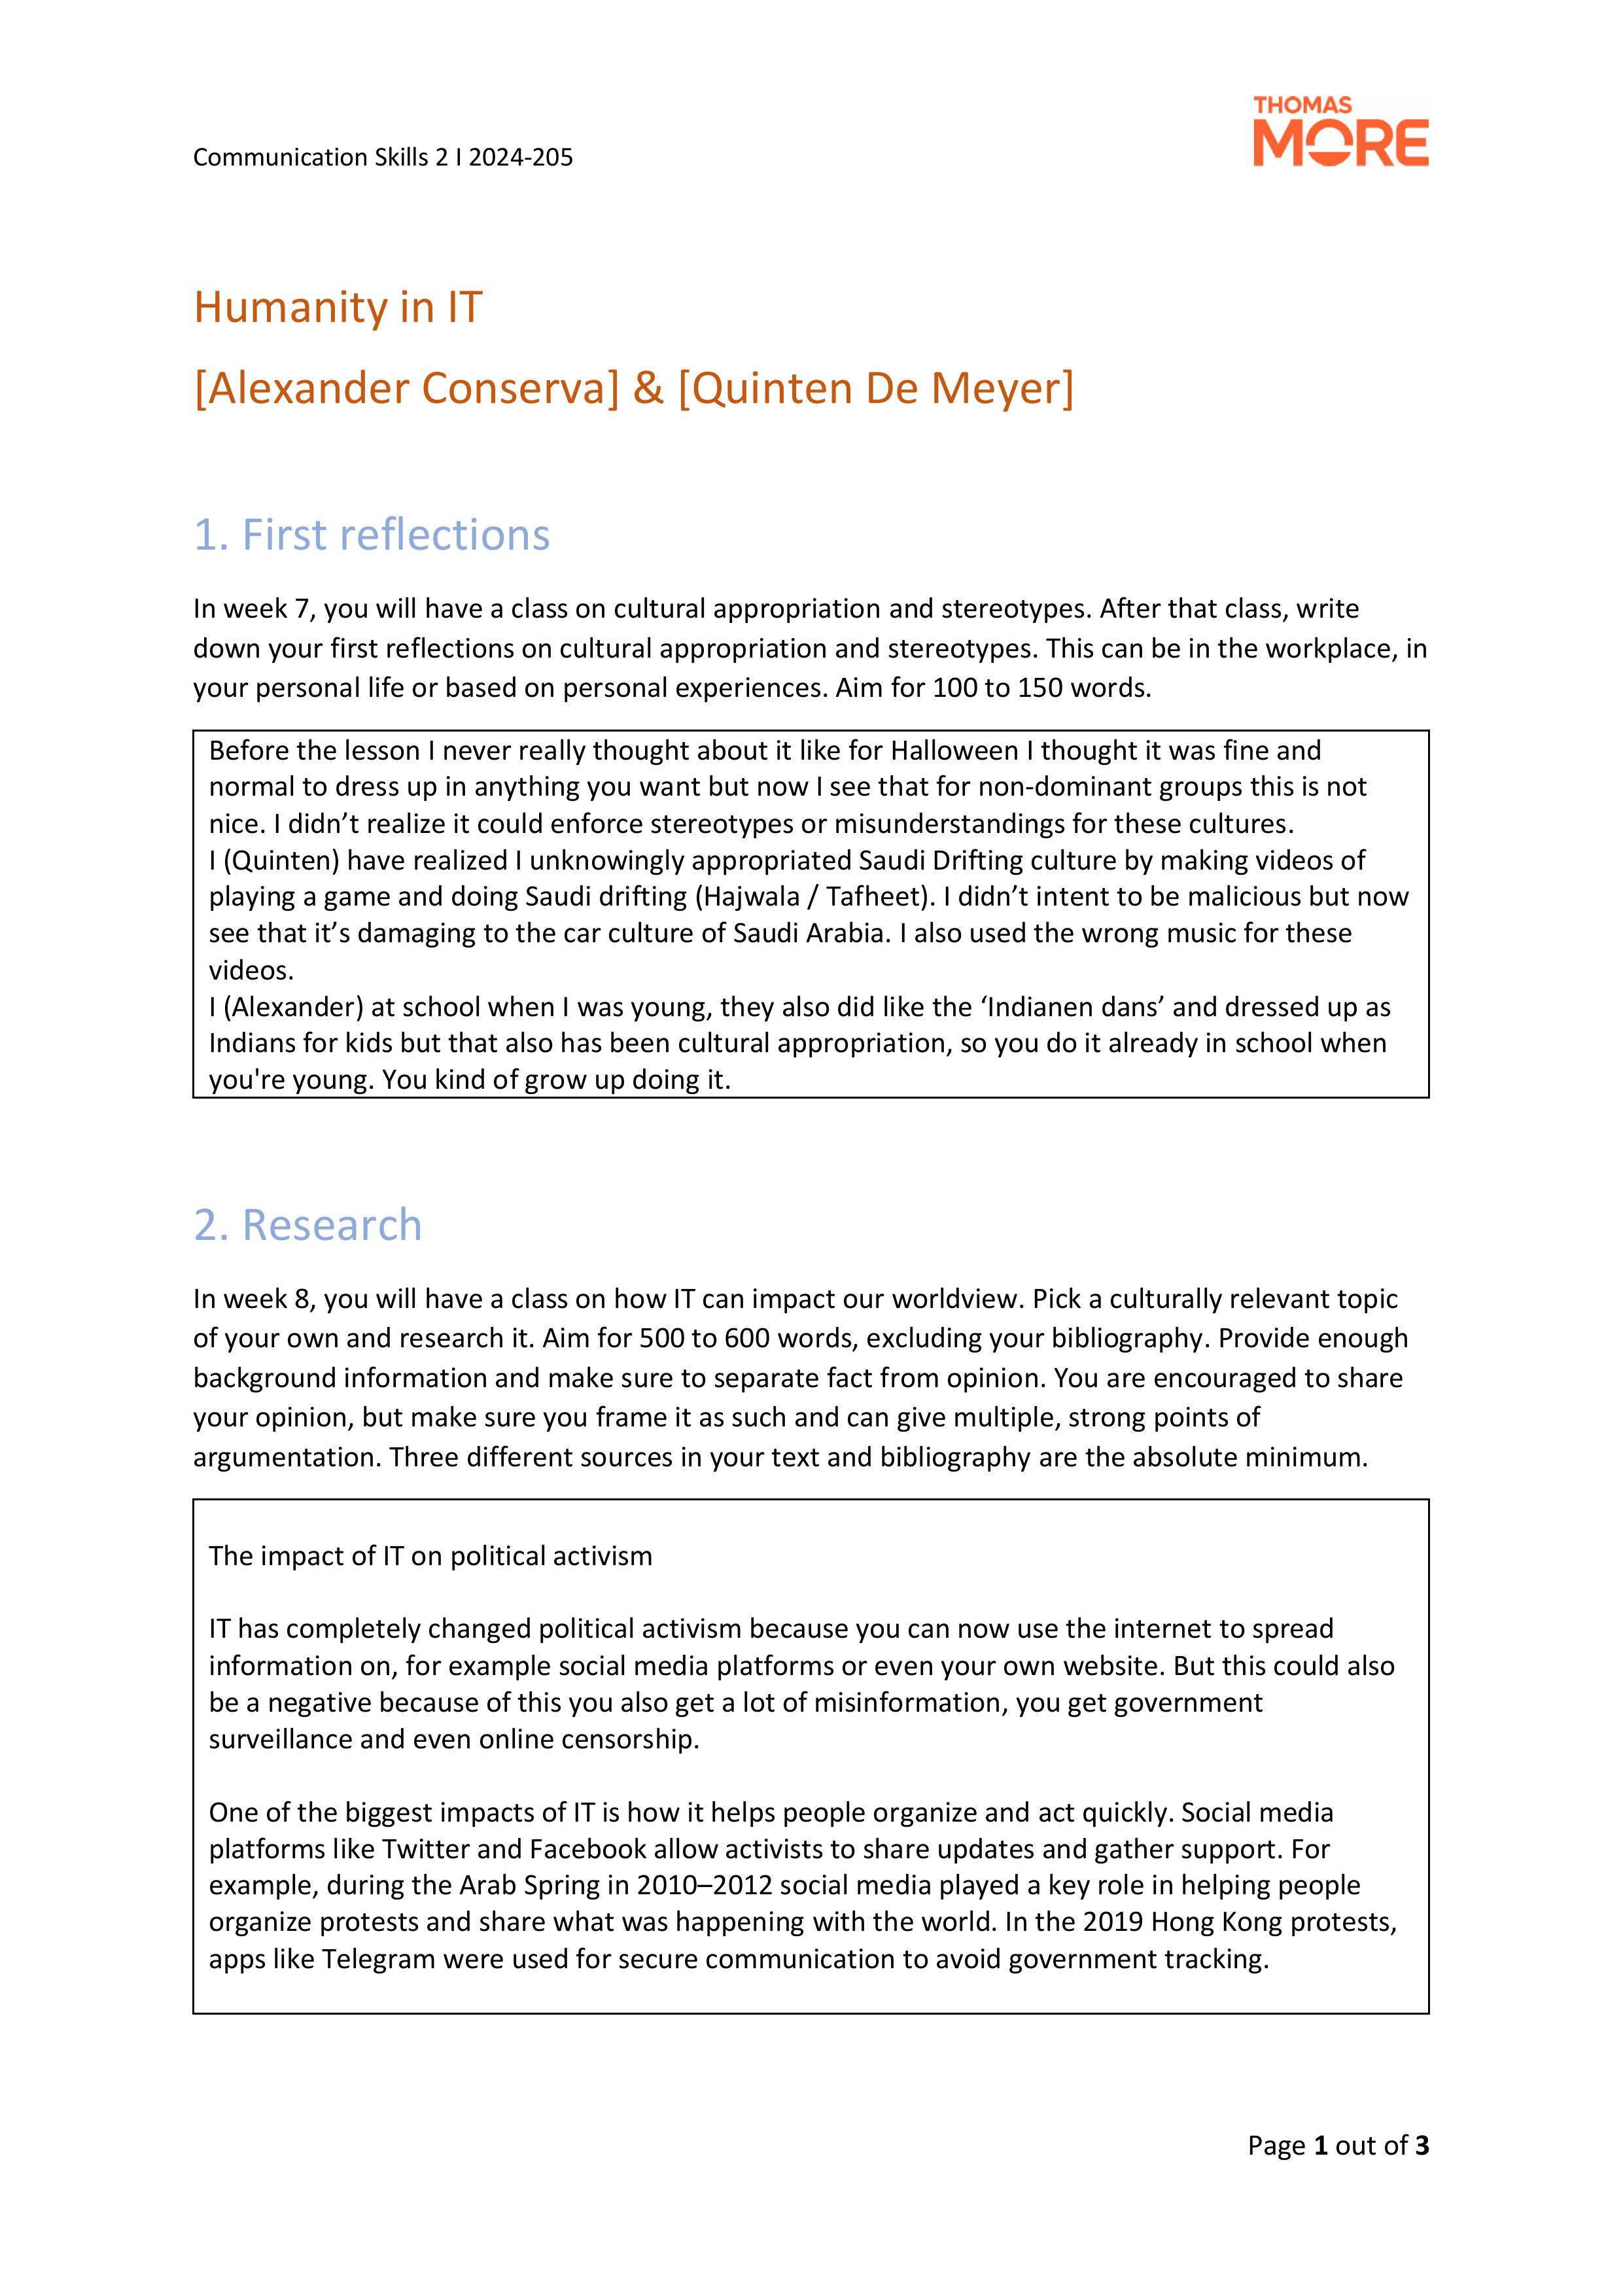 Communication Skills 2 I 2024-205
THOMAS
MORE
Humanity in IT
[Alexander Conserva] & [Quinten De Meyer]
1. First reflections
In week 7, you will have a class on cultural appropriation and stereotypes. After that class, write
down your first reflections on cultural appropriation and stereotypes. This can be in the workplace, in
your personal life or based on personal experiences. Aim for 100 to 150 words.
Before the lesson I never really thought about it like for Halloween I thought it was fine and
normal to dress up in anything you want but now I see that for non-dominant groups this is not
nice. I didn’t realize it could enforce stereotypes or misunderstandings for these cultures.
I (Quinten) have realized I unknowingly appropriated Saudi Drifting culture by making videos of
playing a game and doing Saudi drifting (Hajwala / Tafheet). I didn’t intent to be malicious but now
see that it’s damaging to the car culture of Saudi Arabia. I also used the wrong music for these
videos.
I (Alexander) at school when I was young, they also did like the ‘Indianen dans’ and dressed up as
Indians for kids but that also has been cultural appropriation, so you do it already in school when
you're young. You kind of grow up doing it.
2. Research
In week 8, you will have a class on how IT can impact our worldview. Pick a culturally relevant topic
of your own and research it. Aim for 500 to 600 words, excluding your bibliography. Provide enough
background information and make sure to separate fact from opinion. You are encouraged to share
your opinion, but make sure you frame it as such and can give multiple, strong points of
argumentation. Three different sources in your text and bibliography are the absolute minimum.
The impact of IT on political activism
IT has completely changed political activism because you can now use the internet to spread
information on, for example social media platforms or even your own website. But this could also
be a negative because of this you also get a lot of misinformation, you get government
surveillance and even online censorship.
One of the biggest impacts of IT is how it helps people organize and act quickly. Social media
platforms like Twitter and Facebook allow activists to share updates and gather support. For
example, during the Arab Spring in 2010–2012 social media played a key role in helping people
organize protests and share what was happening with the world. In the 2019 Hong Kong protests,
apps like Telegram were used for secure communication to avoid government tracking.
Page 1 out of 3